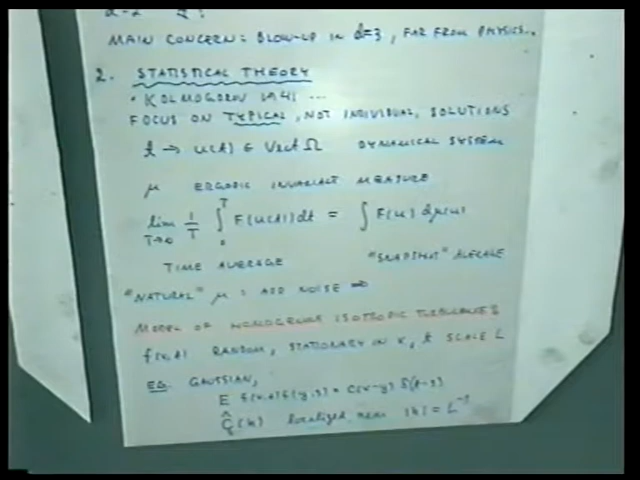 MAIN CONCERN: BLOW-UP IN d=3, FAR FROM PHYSICS..
2. STATISTICAL THEORY
• KOLMOGOROV 1941 ...
FOCUS ON TYPICAL, NOT INDIVIDUAL, SOLUTIONS
t → u(t) ∈ Vect Ω DYNAMICAL SYSTEM
μ ERGODIC INVARIANT MEASURE
lim T→∞ 1/T ∫₀ᵀ F(u(t))dt = ∫ F(u) dμ(u)
TIME AVERAGE "SNAPSHOT" AVERAGE
"NATURAL" μ : ADD NOISE ⇒
MODEL OF HOMOGENEOUS ISOTROPIC TURBULENCE
f(x,t) RANDOM, STATIONARY IN x, t SCALE L
EG. GAUSSIAN,
E f(x,t)f(y,s) = C(x-y) δ(t-s)
Ĉ(k) localized near |k| = L⁻¹